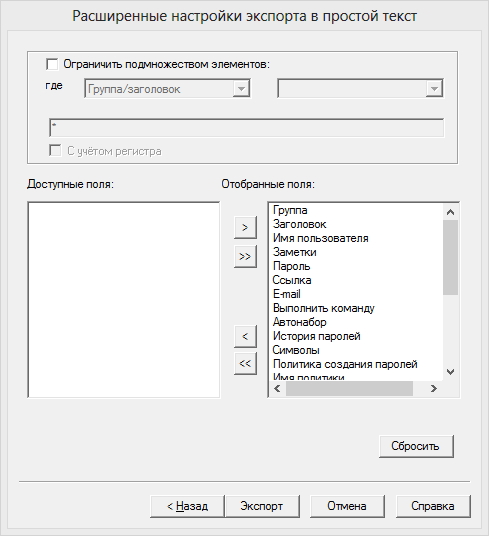 Расширенные настройки экспорта в простой текст
Ограничить подмножеством элементов:
где
Группа/заголовок
*
С учётом регистра
Доступные поля:
Отобранные поля:
>
>>
<
<<
Группа
Заголовок
Имя пользователя
Заметки
Пароль
Ссылка
E-mail
Выполнить команду
Автонабор
История паролей
Символы
Политика создания паролей
Имя политики
Сбросить
< Назад
Экспорт
Отмена
Справка